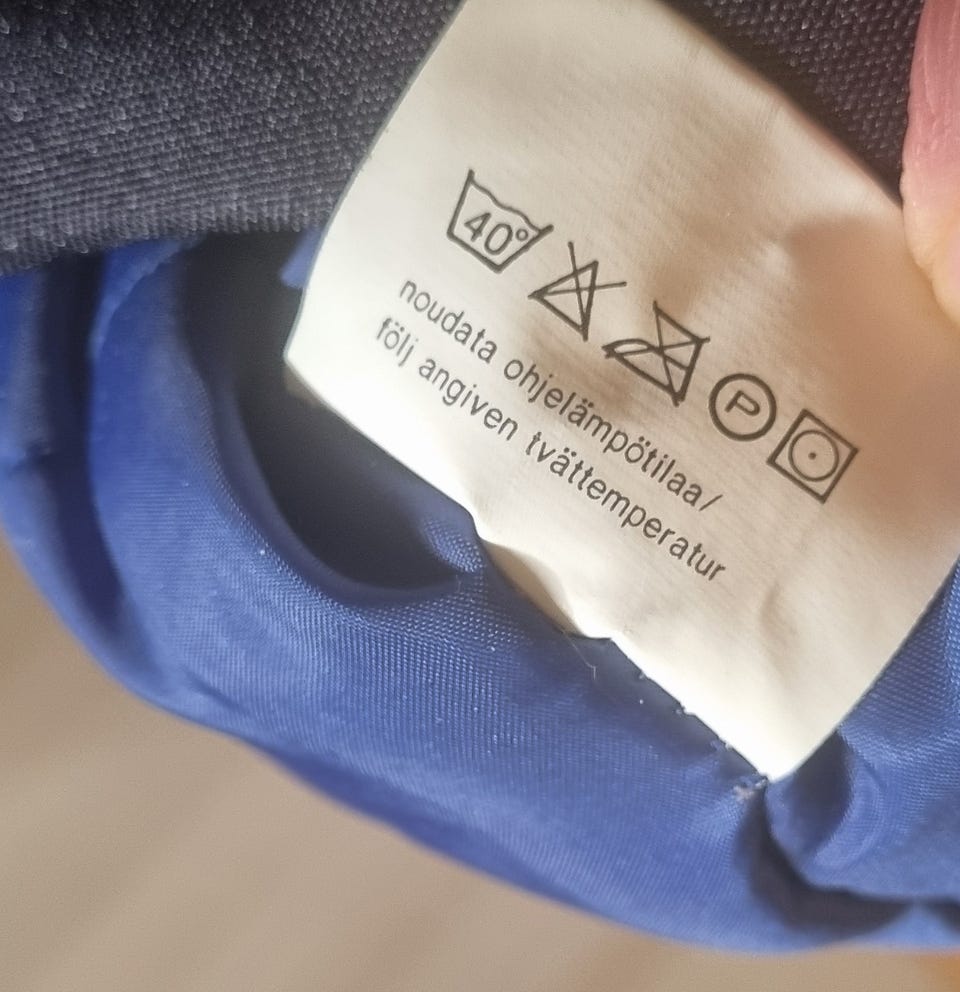 40°
P
noudata ohjelämpötilaa/
följ angiven tvättemperatur